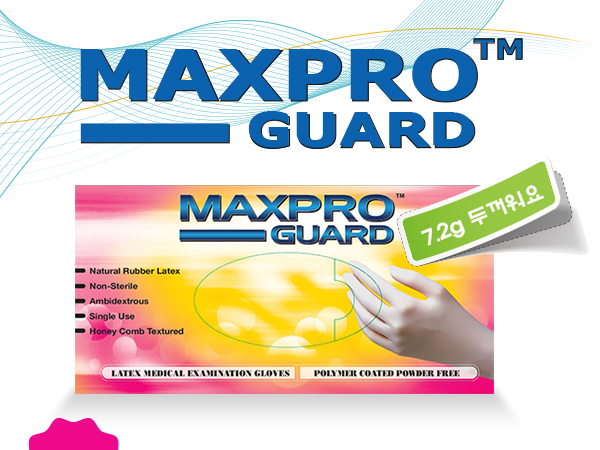 MAXPRO™
GUARD
MAXPRO™
GUARD
7.2g 두꺼워요
Natural Rubber Latex
Non-Sterile
Ambidextrous
Single Use
Honey Comb Textured
LATEX MEDICAL EXAMINATION GLOVES
POLYMER COATED POWDER FREE